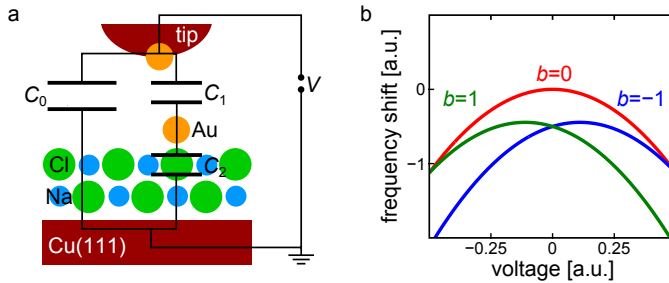 a
tip
C₀
C₁
V
Au
Cl
C₂
Na
Cu(111)
b
frequency shift [a.u.]
0
−1
b=0
b=1
b=−1
−0.25
0
0.25
voltage [a.u.]